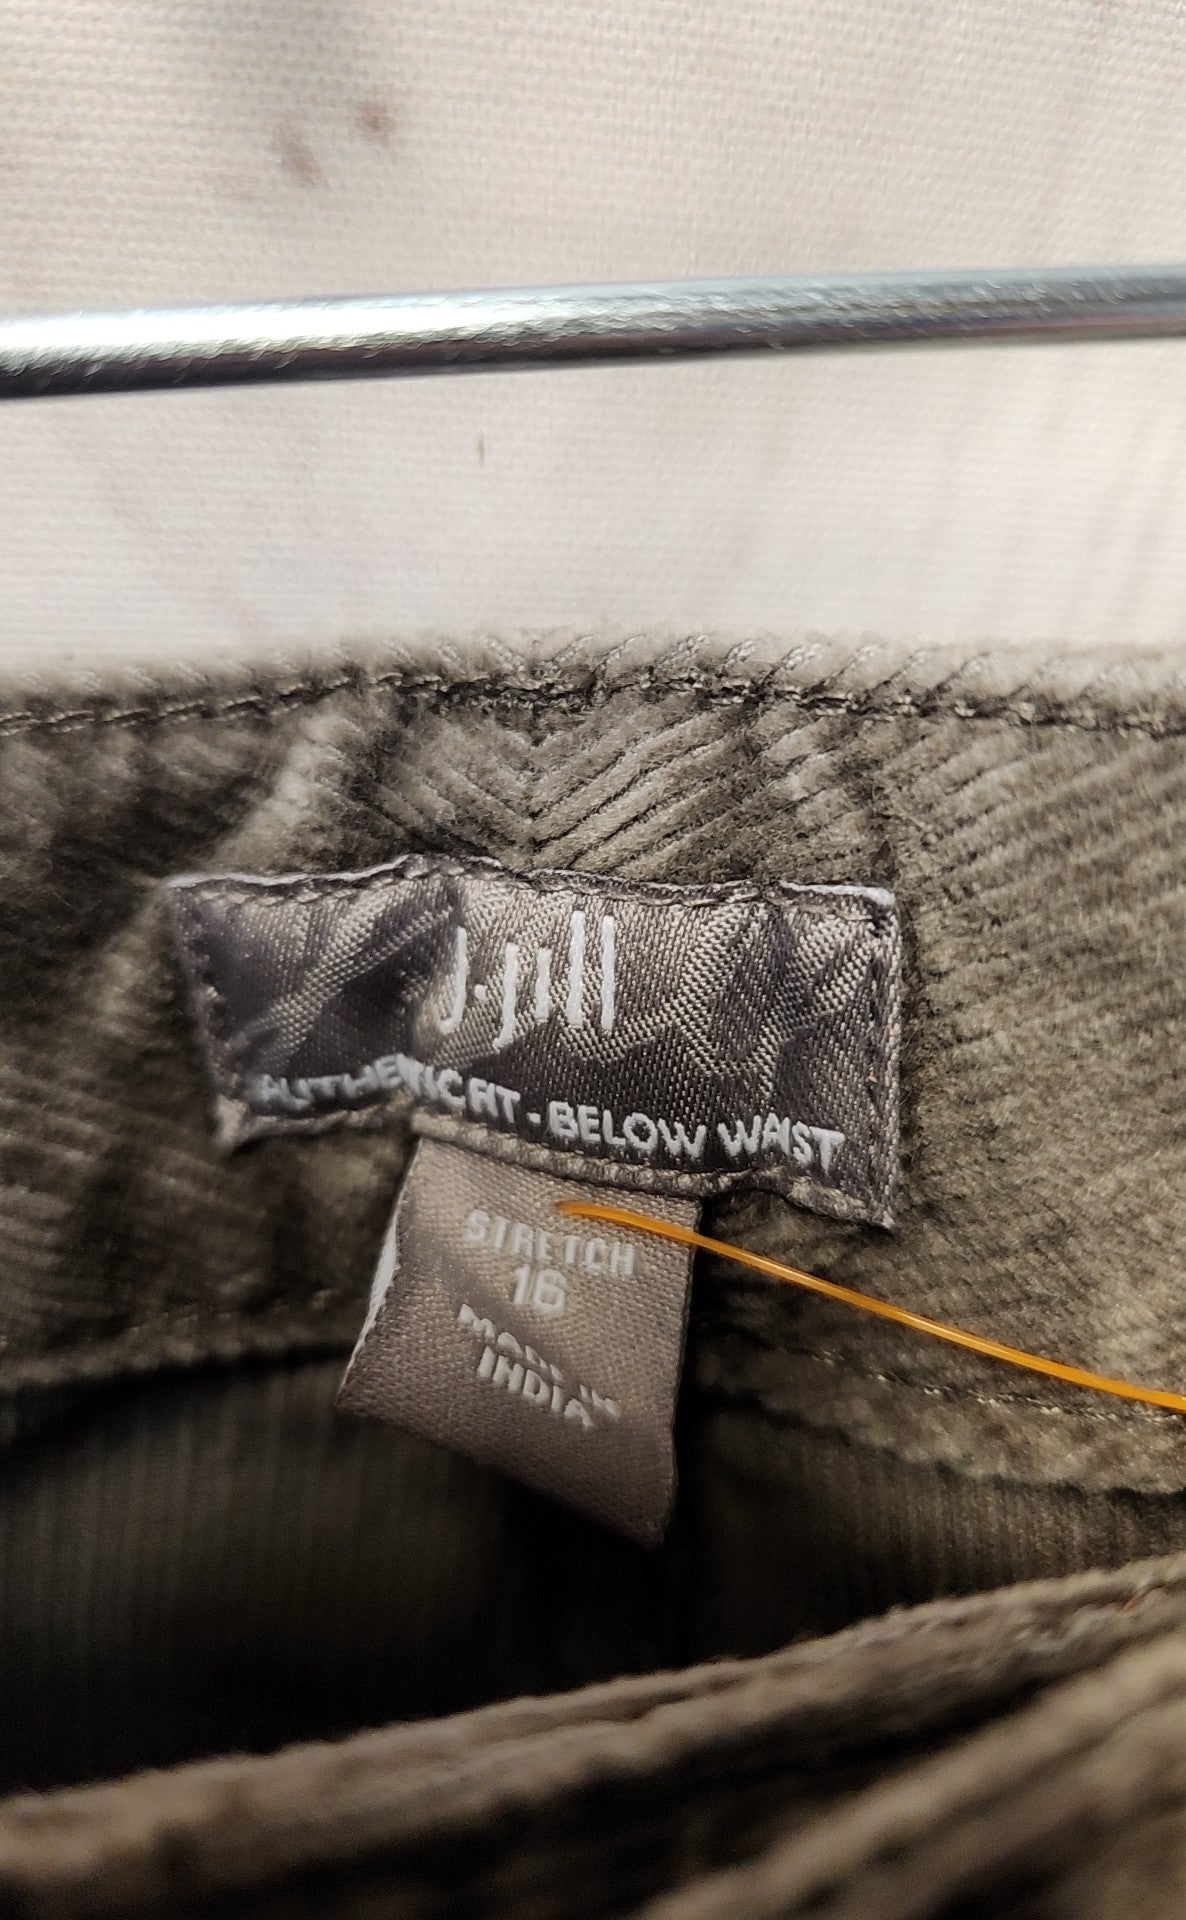 J.Jill
AUTHENTIC FIT - BELOW WAIST
STRETCH
16
MADE IN
INDIA